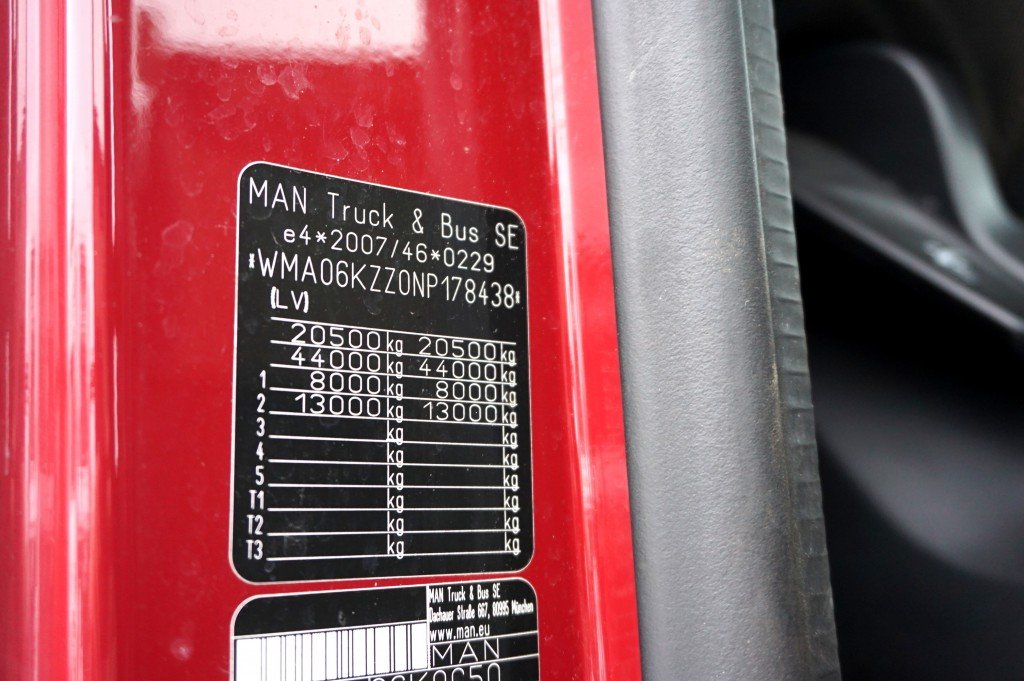 MAN Truck & Bus SE
e4*2007/46*0229
*WMA06KZZ0NP178438*
(LV)
20500 kg 20500 kg
44000 kg 44000 kg
1 8000 kg 8000 kg
2 13000 kg 13000 kg
3 kg kg
4 kg kg
5 kg kg
T1 kg kg
T2 kg kg
T3 kg kg
MAN Truck & Bus SE
Dachauer Straße 667, 80995 München
www.man.eu
MAN